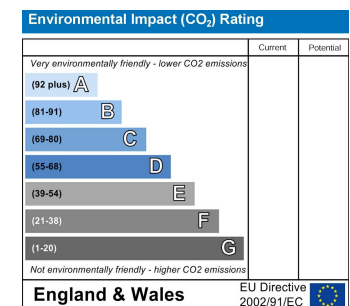 Environmental Impact (CO₂) Rating
Current Potential
Very environmentally friendly - lower CO2 emissions
(92 plus) A
(81-91) B
(69-80) C
(55-68) D
(39-54) E
(21-38) F
(1-20) G
Not environmentally friendly - higher CO2 emissions
England & Wales
EU Directive
2002/91/EC